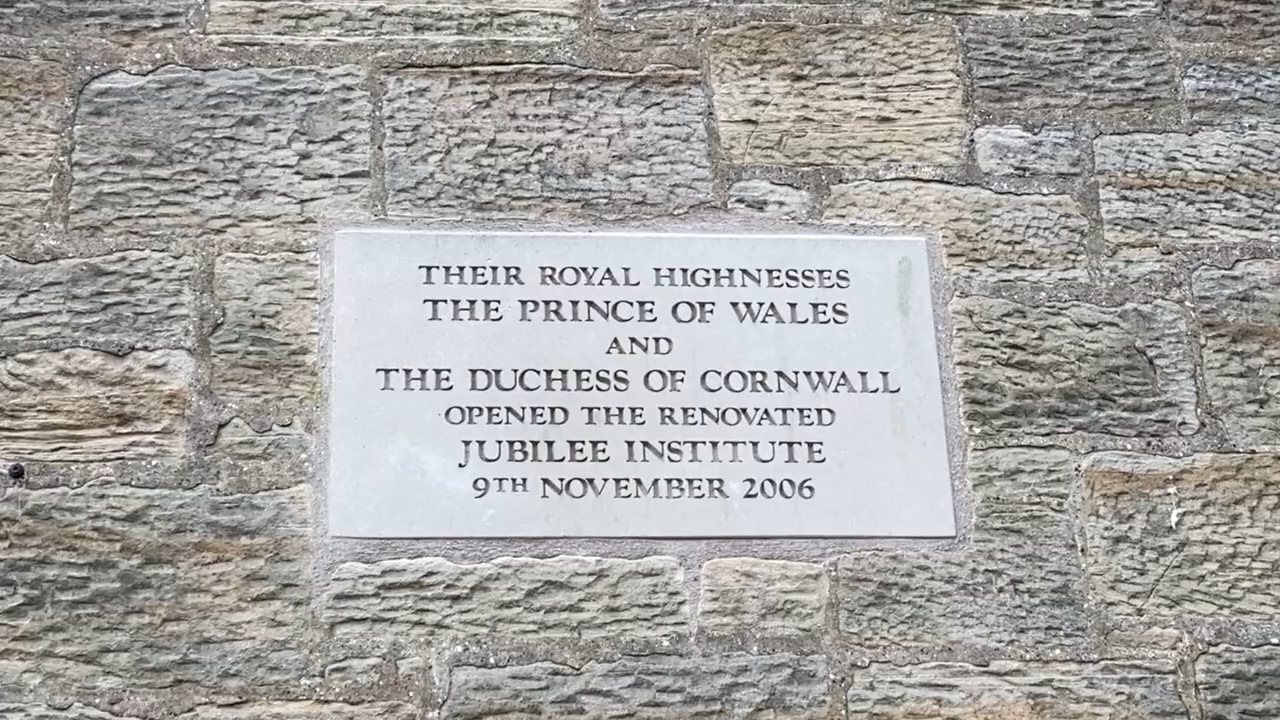 THEIR ROYAL HIGHNESSES
THE PRINCE OF WALES
AND
THE DUCHESS OF CORNWALL
OPENED THE RENOVATED
JUBILEE INSTITUTE
9TH NOVEMBER 2006